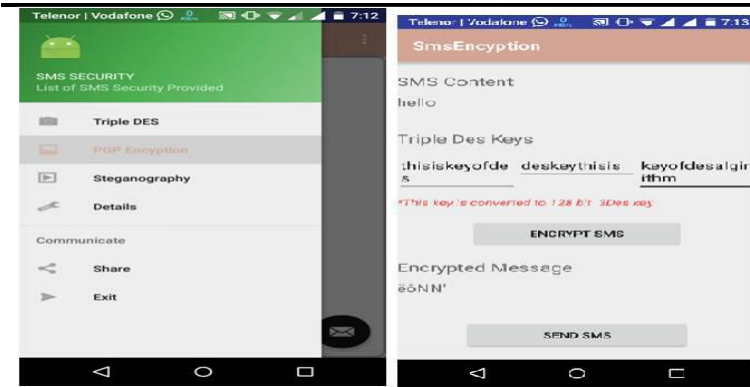 Telenor | Vodafone 7:12
SMS SECURITY
List of SMS Security Provided
Triple DES
PGP Encryption
Steganography
Details
Communicate
Share
Exit
Telenor | Vodafone 7:13
SmsEncyption
SMS Content
hello
Triple Des Keys
thisiskeyofde deskeythisis keyofdesalgir
s ithm
*This key is converted to 128 bit 3Des key
ENCRYPT SMS
Encrypted Message
ëôNN'
SEND SMS